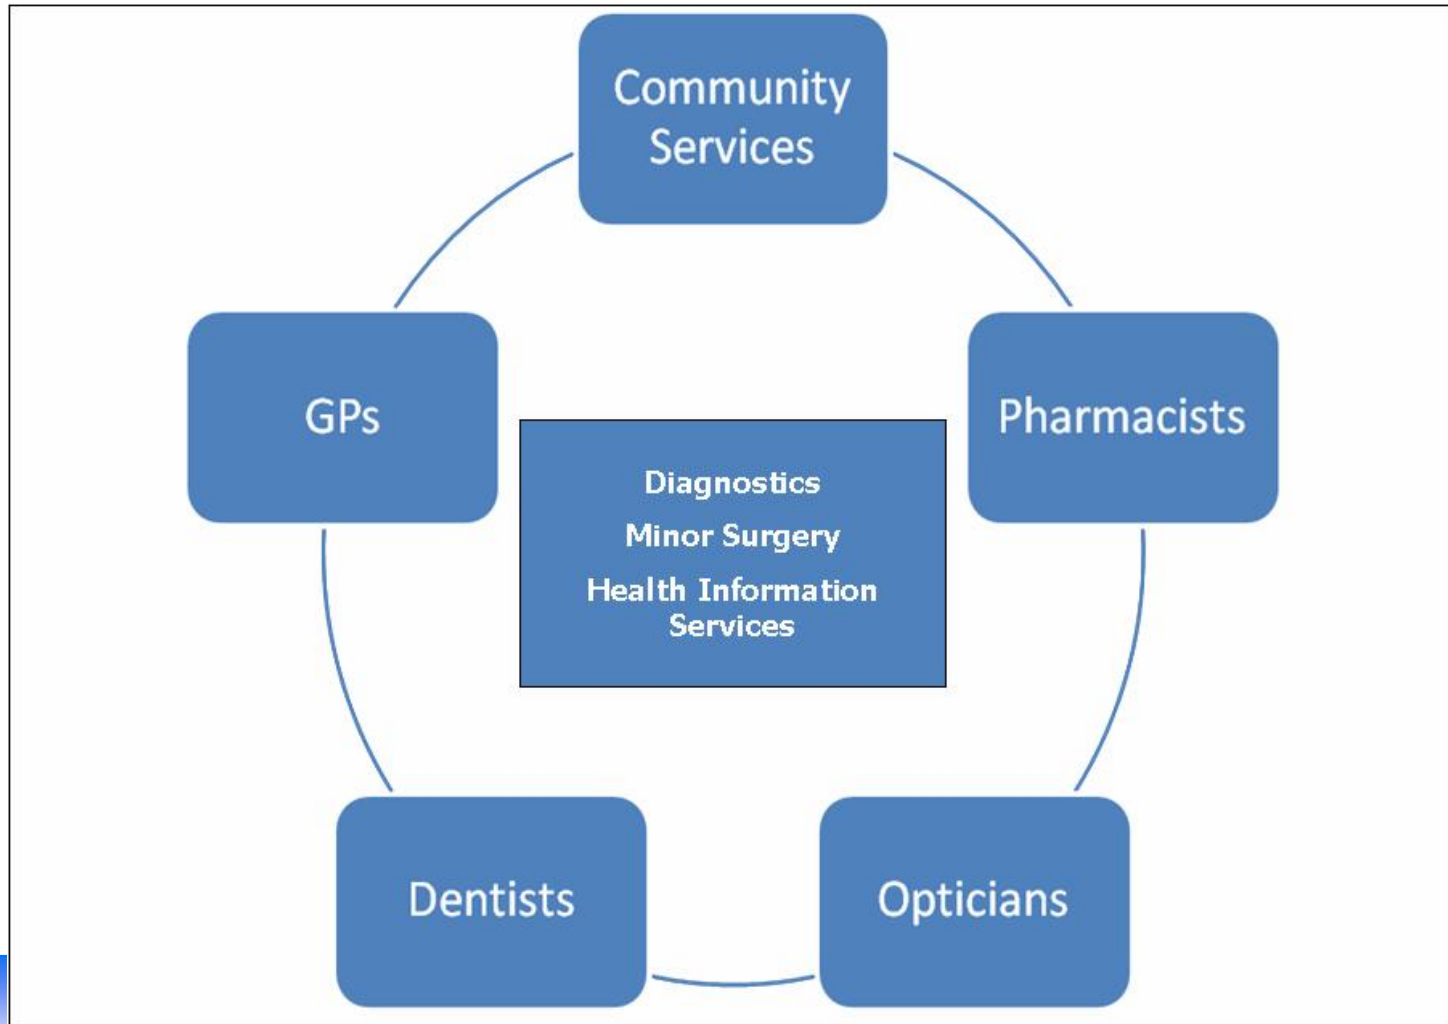 Community
Services
GPs
Pharmacists
Diagnostics
Minor Surgery
Health Information
Services
Dentists
Opticians